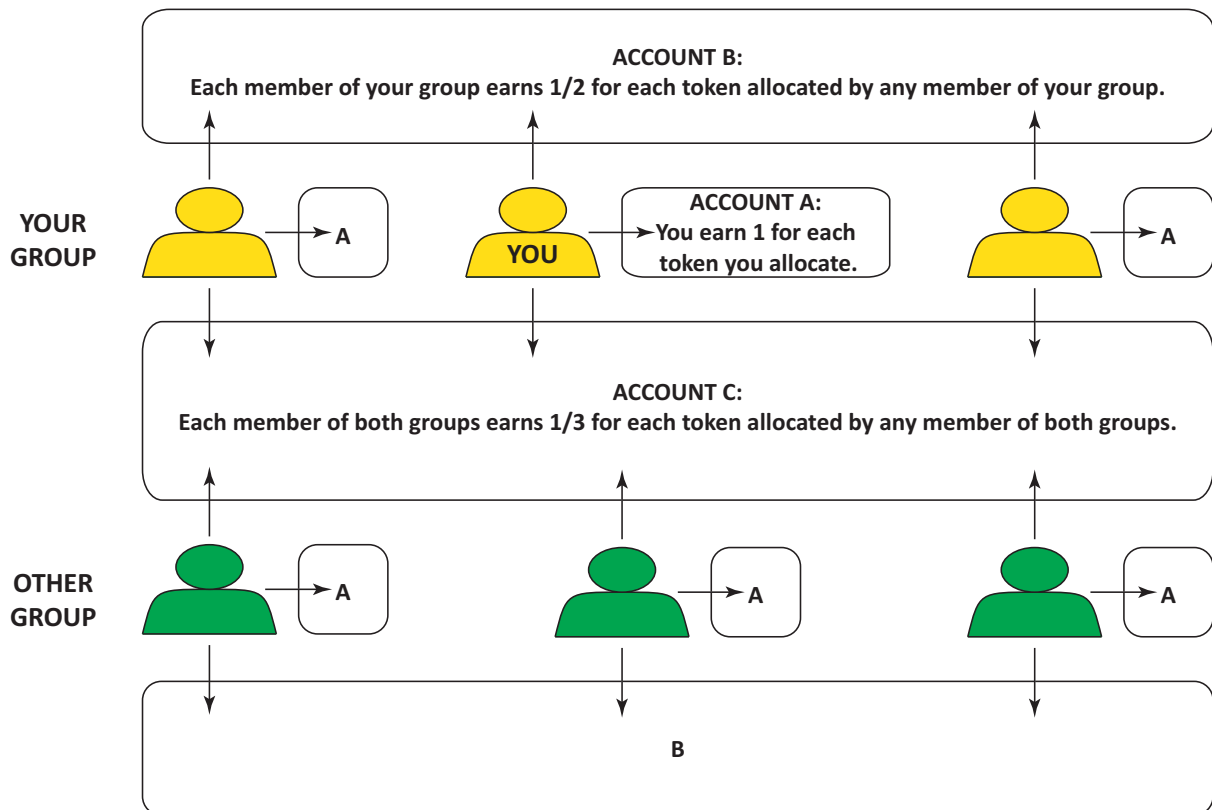 ACCOUNT B:
Each member of your group earns 1/2 for each token allocated by any member of your group.
YOUR
GROUP
A
YOU
ACCOUNT A:
You earn 1 for each
token you allocate.
A
ACCOUNT C:
Each member of both groups earns 1/3 for each token allocated by any member of both groups.
OTHER
GROUP
A
A
A
B